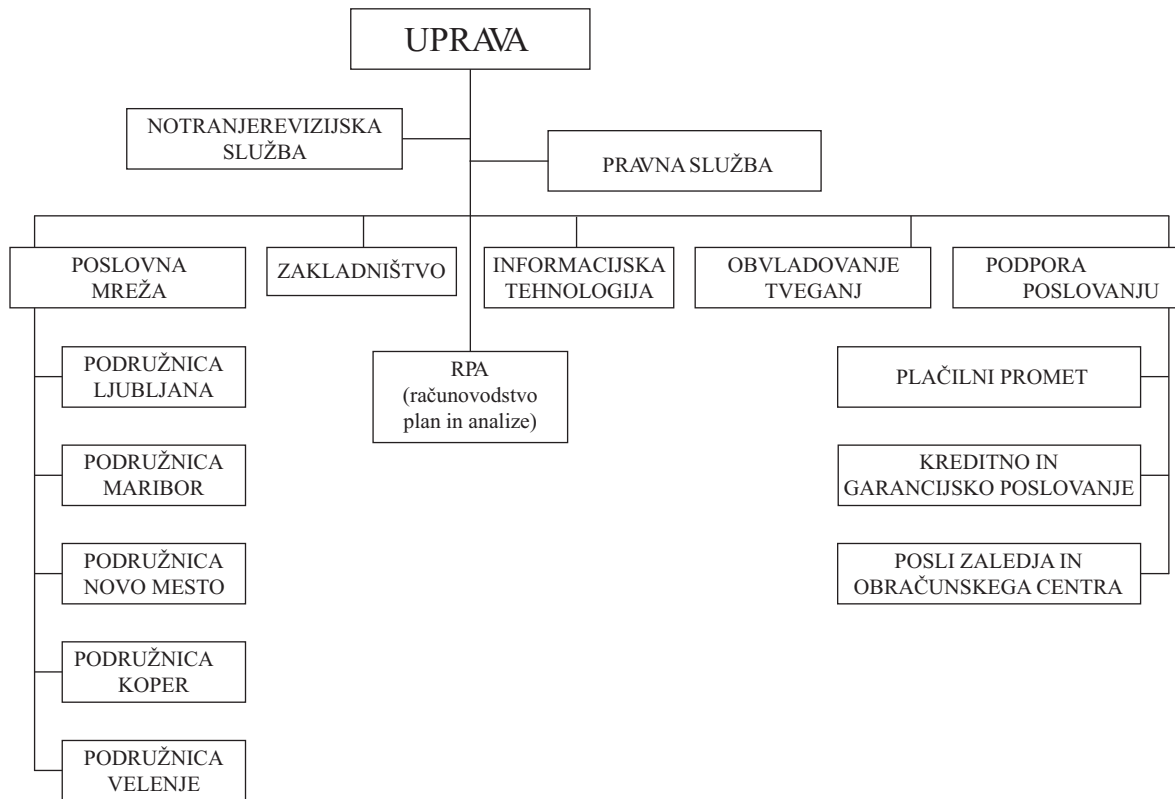 UPRAVA
NOTRANJEREVIZIJSKA
SLUŽBA
PRAVNA SLUŽBA
POSLOVNA
MREŽA
ZAKLADNIŠTVO
INFORMACIJSKA
TEHNOLOGIJA
OBVLADOVANJE
TVEGANJ
PODPORA
POSLOVANJU
RPA
(računovodstvo
plan in analize)
PODRUŽNICA
LJUBLJANA
PODRUŽNICA
MARIBOR
PODRUŽNICA
NOVO MESTO
PODRUŽNICA
KOPER
PODRUŽNICA
VELENJE
PLAČILNI PROMET
KREDITNO IN
GARANCIJSKO POSLOVANJE
POSLI ZALEDJA IN
OBRAČUNSKEGA CENTRA